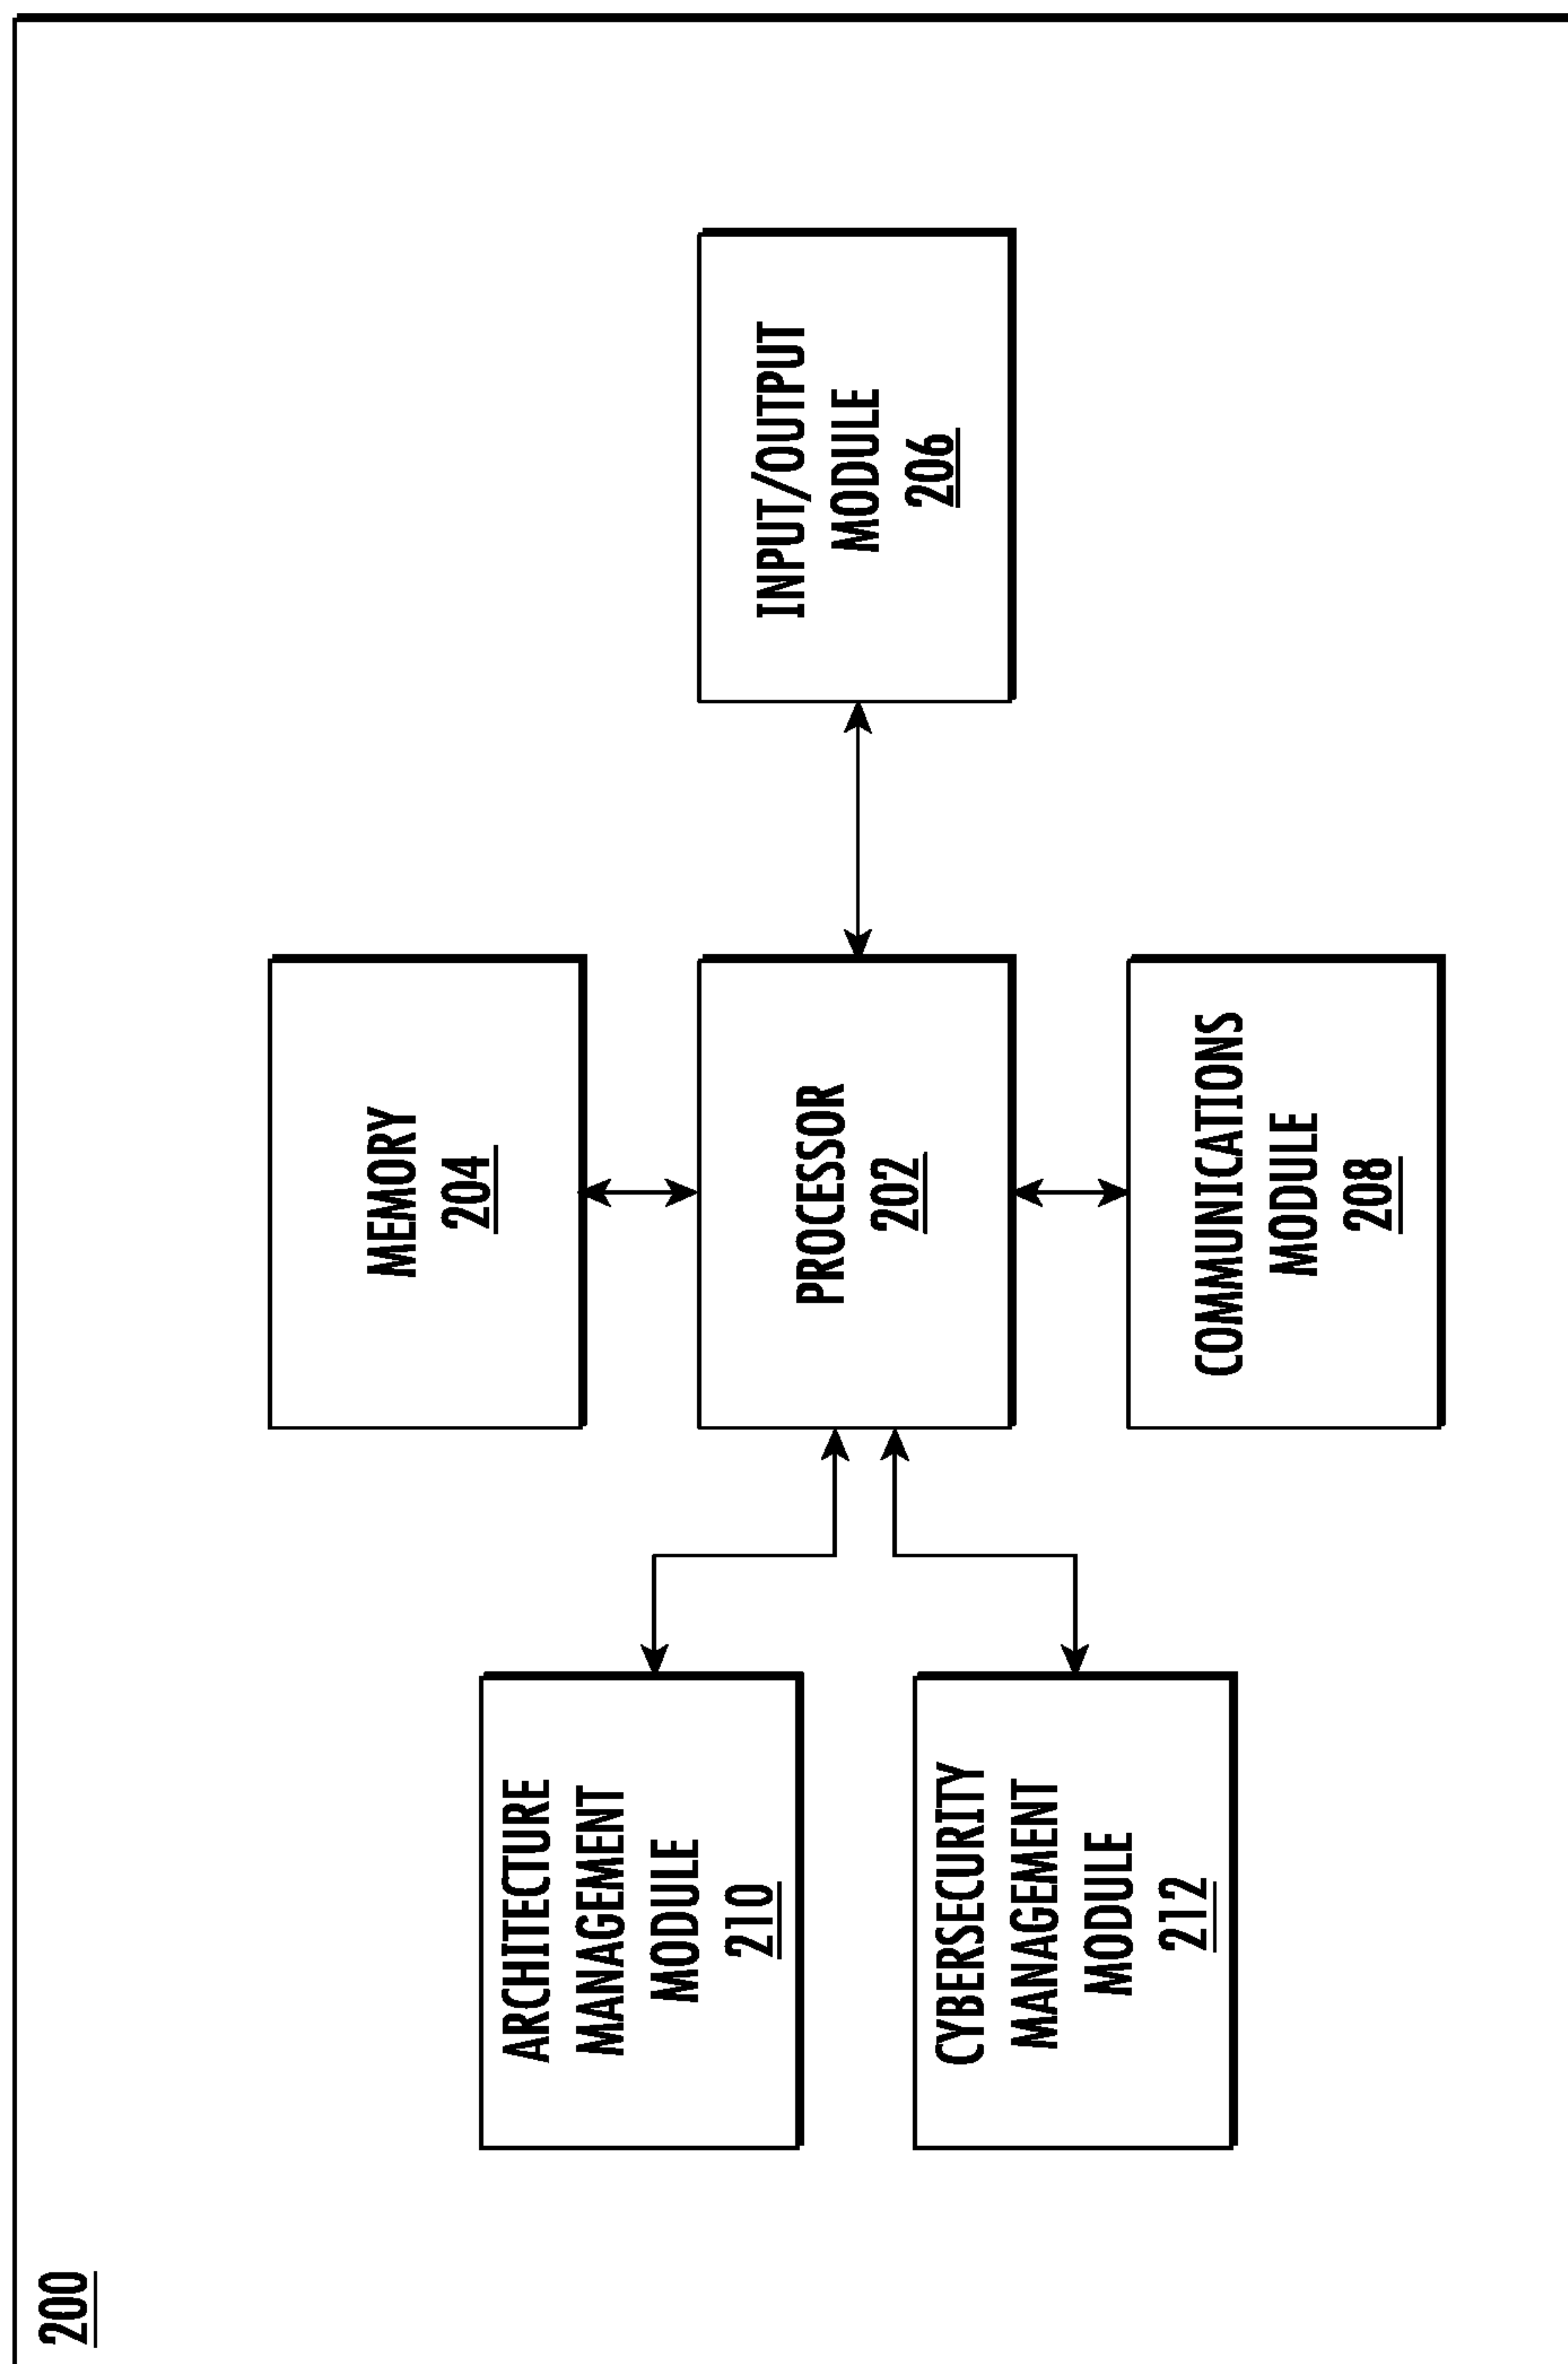 200
MEMORY
204
ARCHITECTURE
MANAGEMENT
MODULE
210
PROCESSOR
202
INPUT/OUTPUT
MODULE
206
CYBERSECURITY
MANAGEMENT
MODULE
212
COMMUNICATIONS
MODULE
208